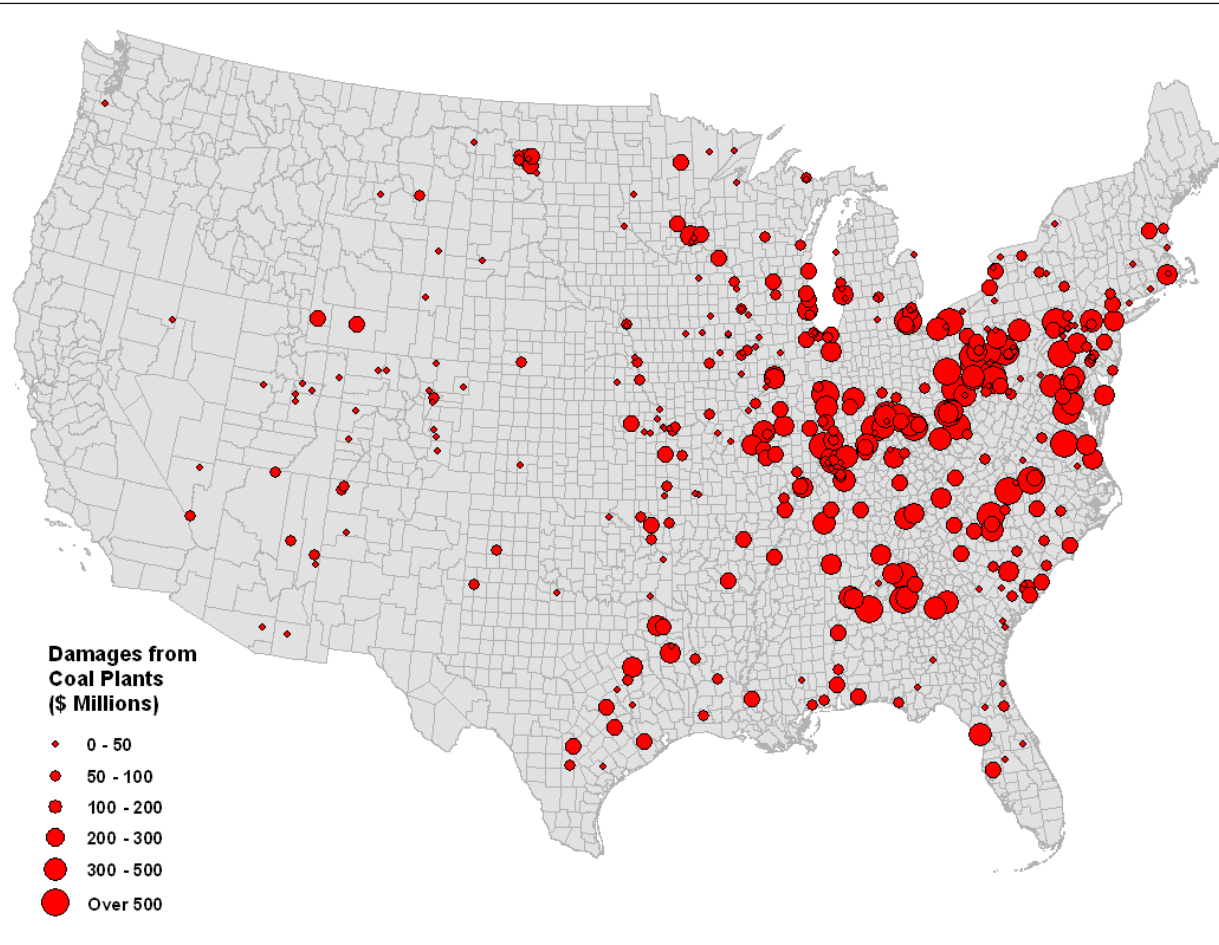 Damages from
Coal Plants
($ Millions)
0 - 50
50 - 100
100 - 200
200 - 300
300 - 500
Over 500